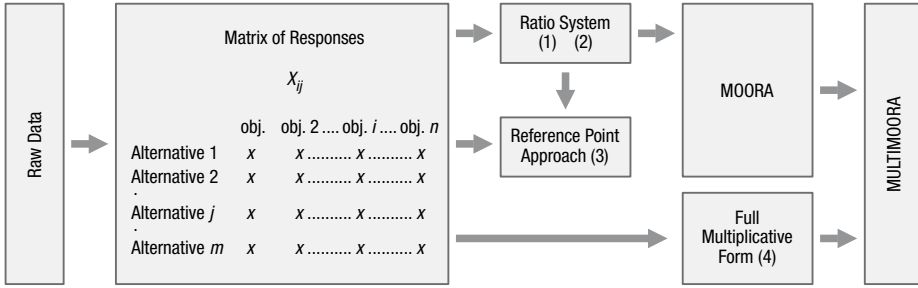 Raw Data
Matrix of Responses
Xij
obj. obj. 2 .... obj. i .... obj. n
Alternative 1 x x .......... x .......... x
Alternative 2 x x .......... x .......... x
.
Alternative j x x .......... x .......... x
.
Alternative m x x .......... x .......... x
Ratio System
(1) (2)
Reference Point
Approach (3)
MOORA
Full
Multiplicative
Form (4)
MULTIMOORA